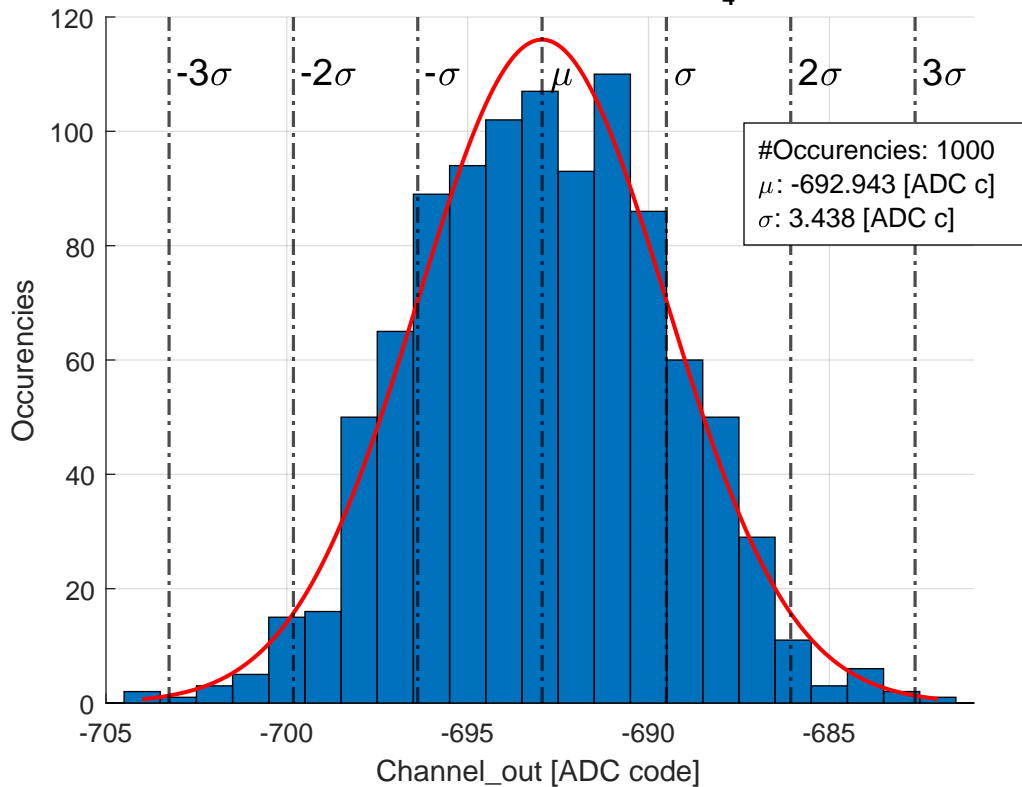 4
120
100
80
60
40
20
0
-3σ
-2σ
-σ
μ
σ
2σ
3σ
#Occurencies: 1000
μ: -692.943 [ADC c]
σ: 3.438 [ADC c]
Occurencies
-705
-700
-695
-690
-685
Channel_out [ADC code]